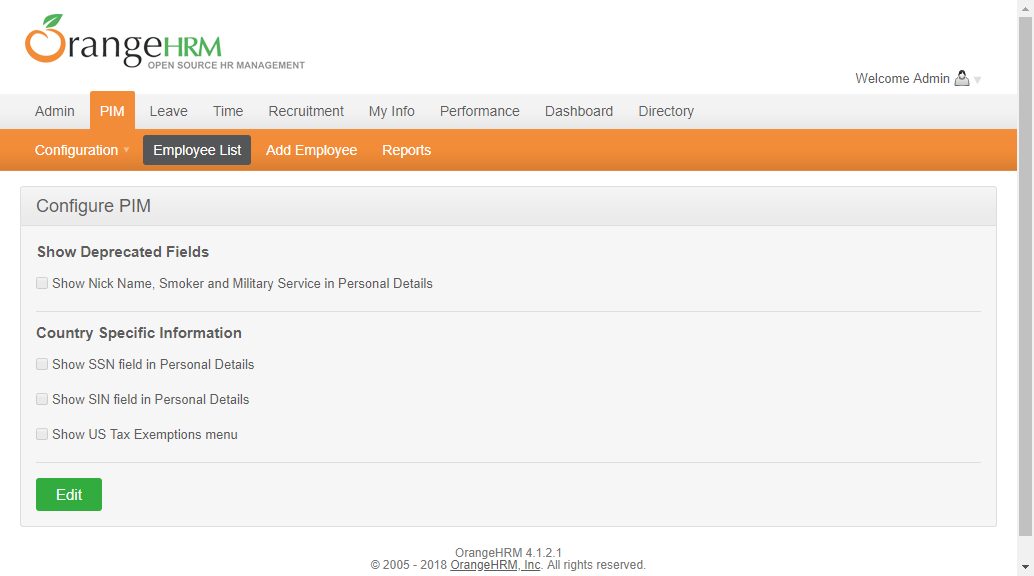 OrangeHRM
OPEN SOURCE HR MANAGEMENT
Welcome Admin
Admin PIM Leave Time Recruitment My Info Performance Dashboard Directory
Configuration Employee List Add Employee Reports
Configure PIM
Show Deprecated Fields
Show Nick Name, Smoker and Military Service in Personal Details
Country Specific Information
Show SSN field in Personal Details
Show SIN field in Personal Details
Show US Tax Exemptions menu
Edit
OrangeHRM 4.1.2.1
© 2005 - 2018 OrangeHRM, Inc. All rights reserved.